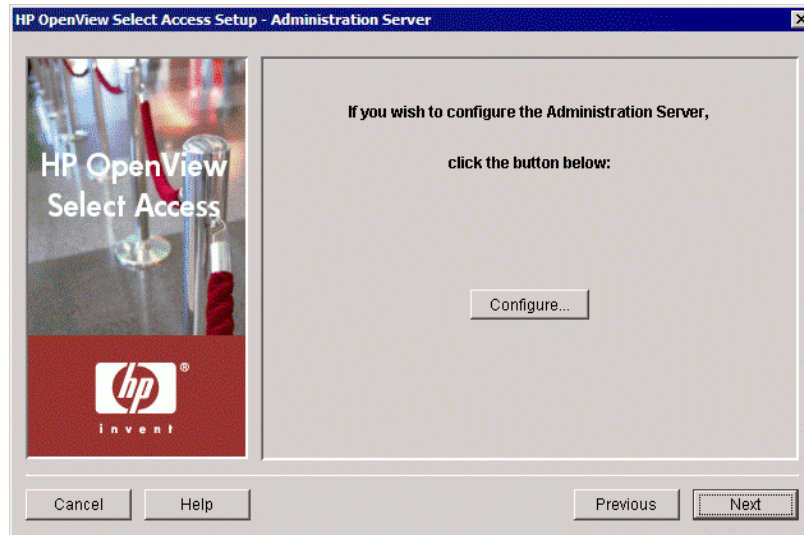 HP OpenView Select Access Setup - Administration Server
HP OpenView
Select Access
hp
®
invent
If you wish to configure the Administration Server,
click the button below:
Configure...
Cancel
Help
Previous
Next